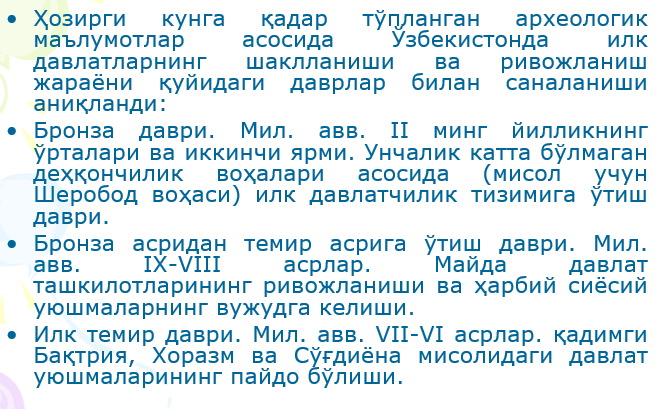 • Ҳозирги кунга қадар тўпланган археологик
маълумотлар асосида Ўзбекистонда илк
давлатларнинг шаклланиши ва ривожланиш
жараёни қуйидаги даврлар билан саналаниши
аниқланди:
• Бронза даври. Мил. авв. II минг йилликнинг
ўрталари ва иккинчи ярми. Унчалик катта бўлмаган
деҳқончилик воҳалари асосида (мисол учун
Шеробод воҳаси) илк давлатчилик тизимига ўтиш
даври.
• Бронза асридан темир асрига ўтиш даври. Мил.
авв. IX-VIII асрлар. Майда давлат
ташкилотларининг ривожланиши ва ҳарбий сиёсий
уюшмаларнинг вужудга келиши.
• Илк темир даври. Мил. авв. VII-VI асрлар. қадимги
Бақтрия, Хоразм ва Сўғдиёна мисолидаги давлат
уюшмаларининг пайдо бўлиши.